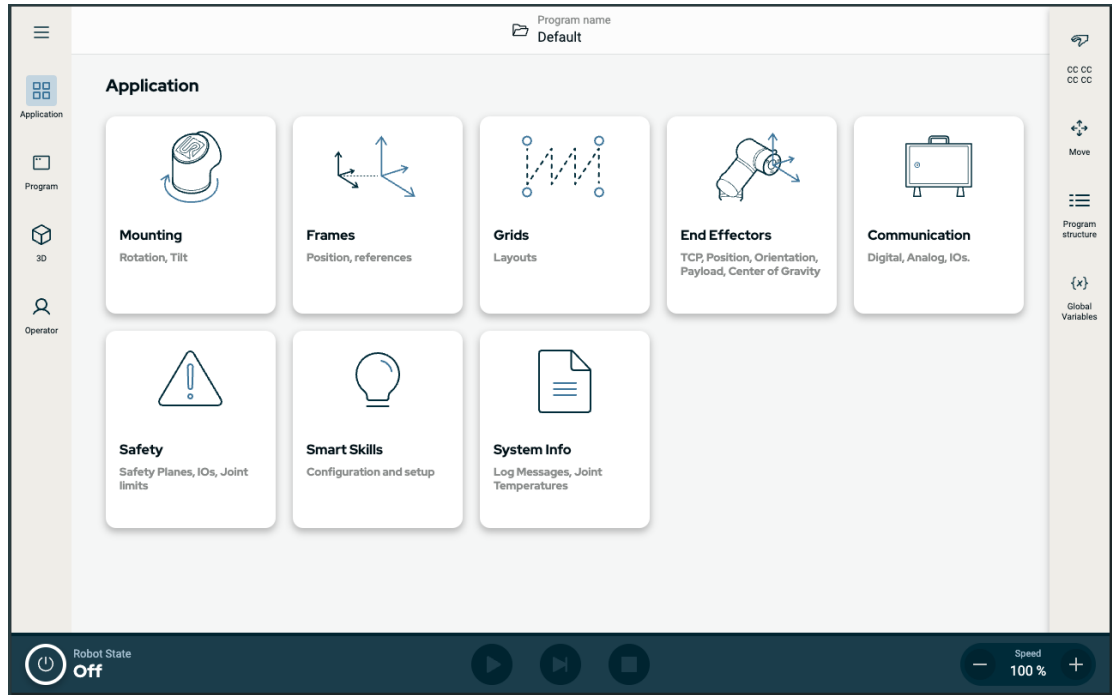 Program name
Default
Application
Program
3D
Operator
Application
Mounting
Rotation, Tilt
Frames
Position, references
Grids
Layouts
End Effectors
TCP, Position, Orientation,
Payload, Center of Gravity
Communication
Digital, Analog, IOs.
Safety
Safety Planes, IOs, Joint
limits
Smart Skills
Configuration and setup
System Info
Log Messages, Joint
Temperatures
CC CC
CC CC
Move
Program
structure
{x}
Global
Variables
Robot State
Off
Speed
100 %